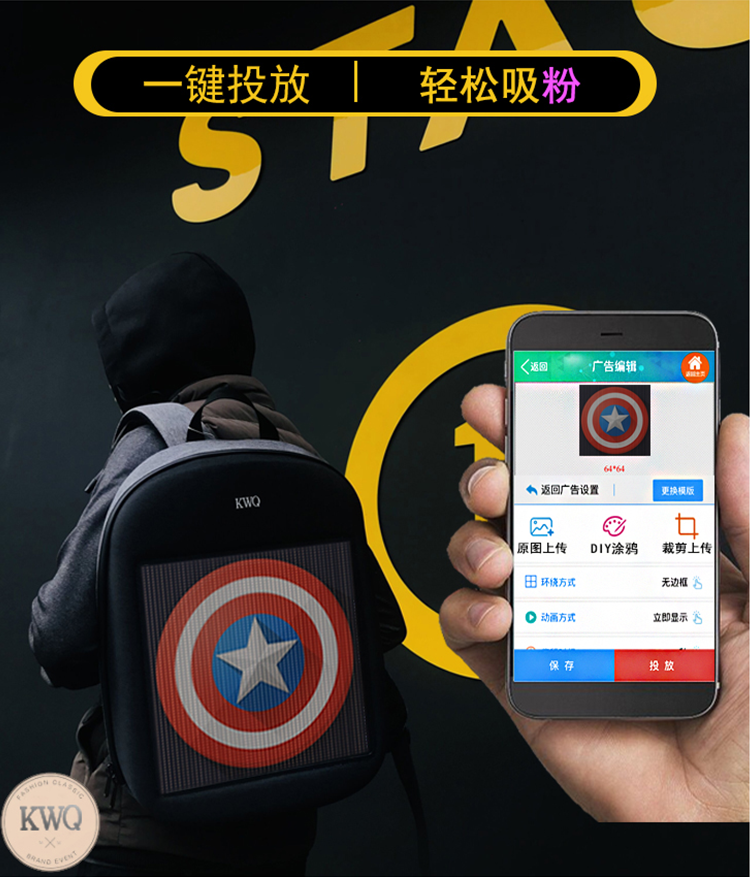 一键投放 | 轻松吸粉
STAG
KWQ
返回
广告编辑
返回主页
64*64
返回广告设置
更换模版
原图上传
DIY涂鸦
裁剪上传
环绕方式
无边框
动画方式
立即显示
保存
投放
FASHION CLASSIC
KWQ
BRAND EVENT